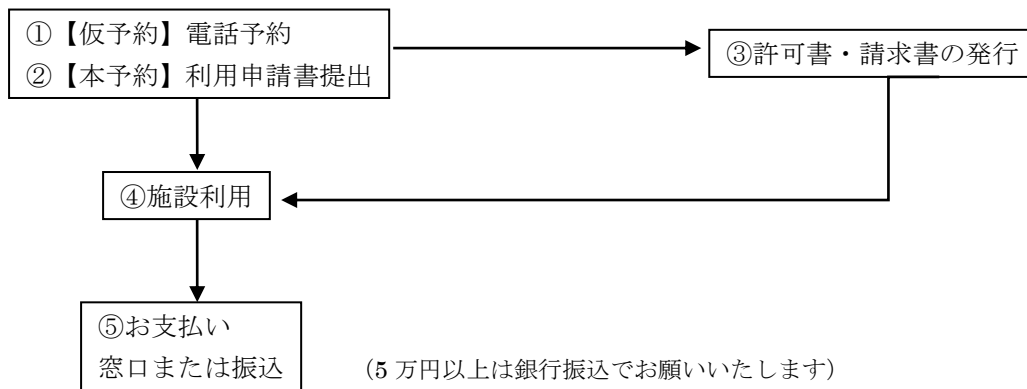 ①【仮予約】電話予約
②【本予約】利用申請書提出
③許可書・請求書の発行
④施設利用
⑤お支払い
窓口または振込
（5 万円以上は銀行振込でお願いいたします）